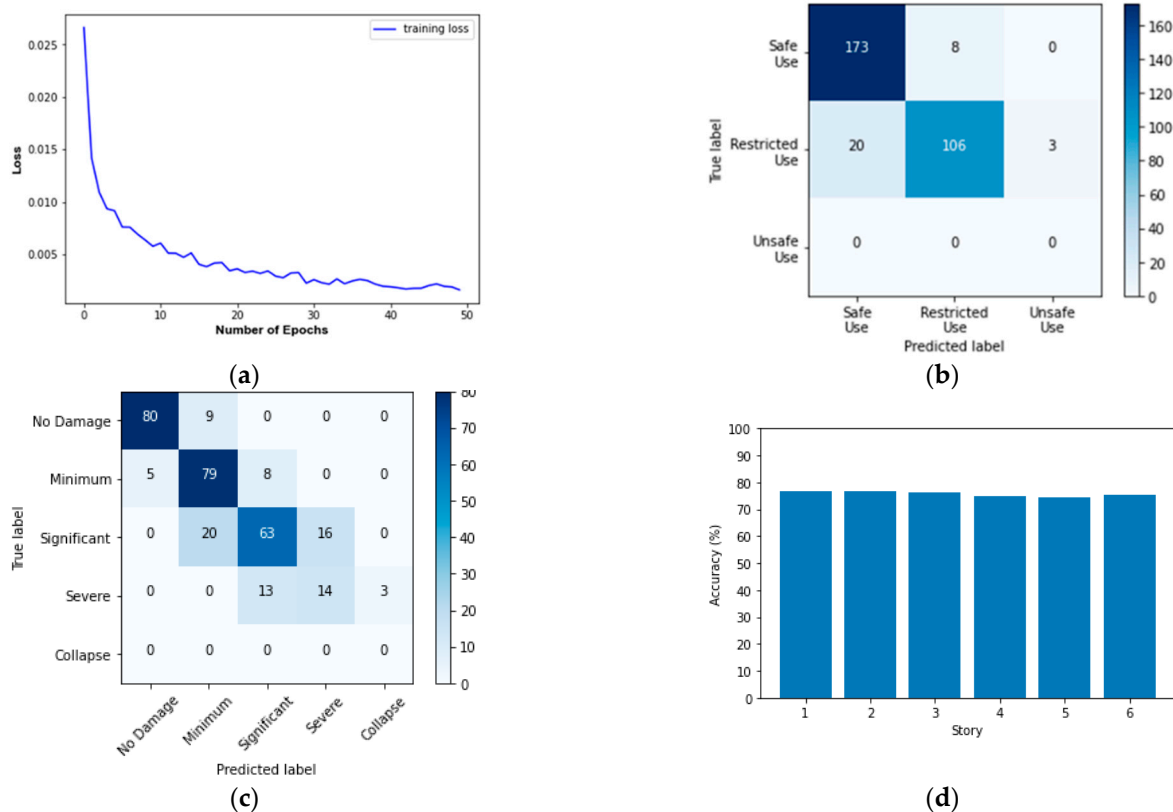 training loss
0.025
0.020
0.015
0.010
0.005
Loss
0 10 20 30 40 50
Number of Epochs
(a)
Safe
Use
Restricted
Use
Unsafe
Use
True label
173 8 0
20 106 3
0 0 0
Safe
Use
Restricted
Use
Unsafe
Use
Predicted label
160
140
120
100
80
60
40
20
0
(b)
No Damage
Minimum
Significant
Severe
Collapse
True label
80 9 0 0 0
5 79 8 0 0
0 20 63 16 0
0 0 13 14 3
0 0 0 0 0
No Damage
Minimum
Significant
Severe
Collapse
Predicted label
80
70
60
50
40
30
20
10
0
(c)
100
90
80
70
60
50
40
30
20
10
0
Accuracy (%)
1 2 3 4 5 6
Story
(d)